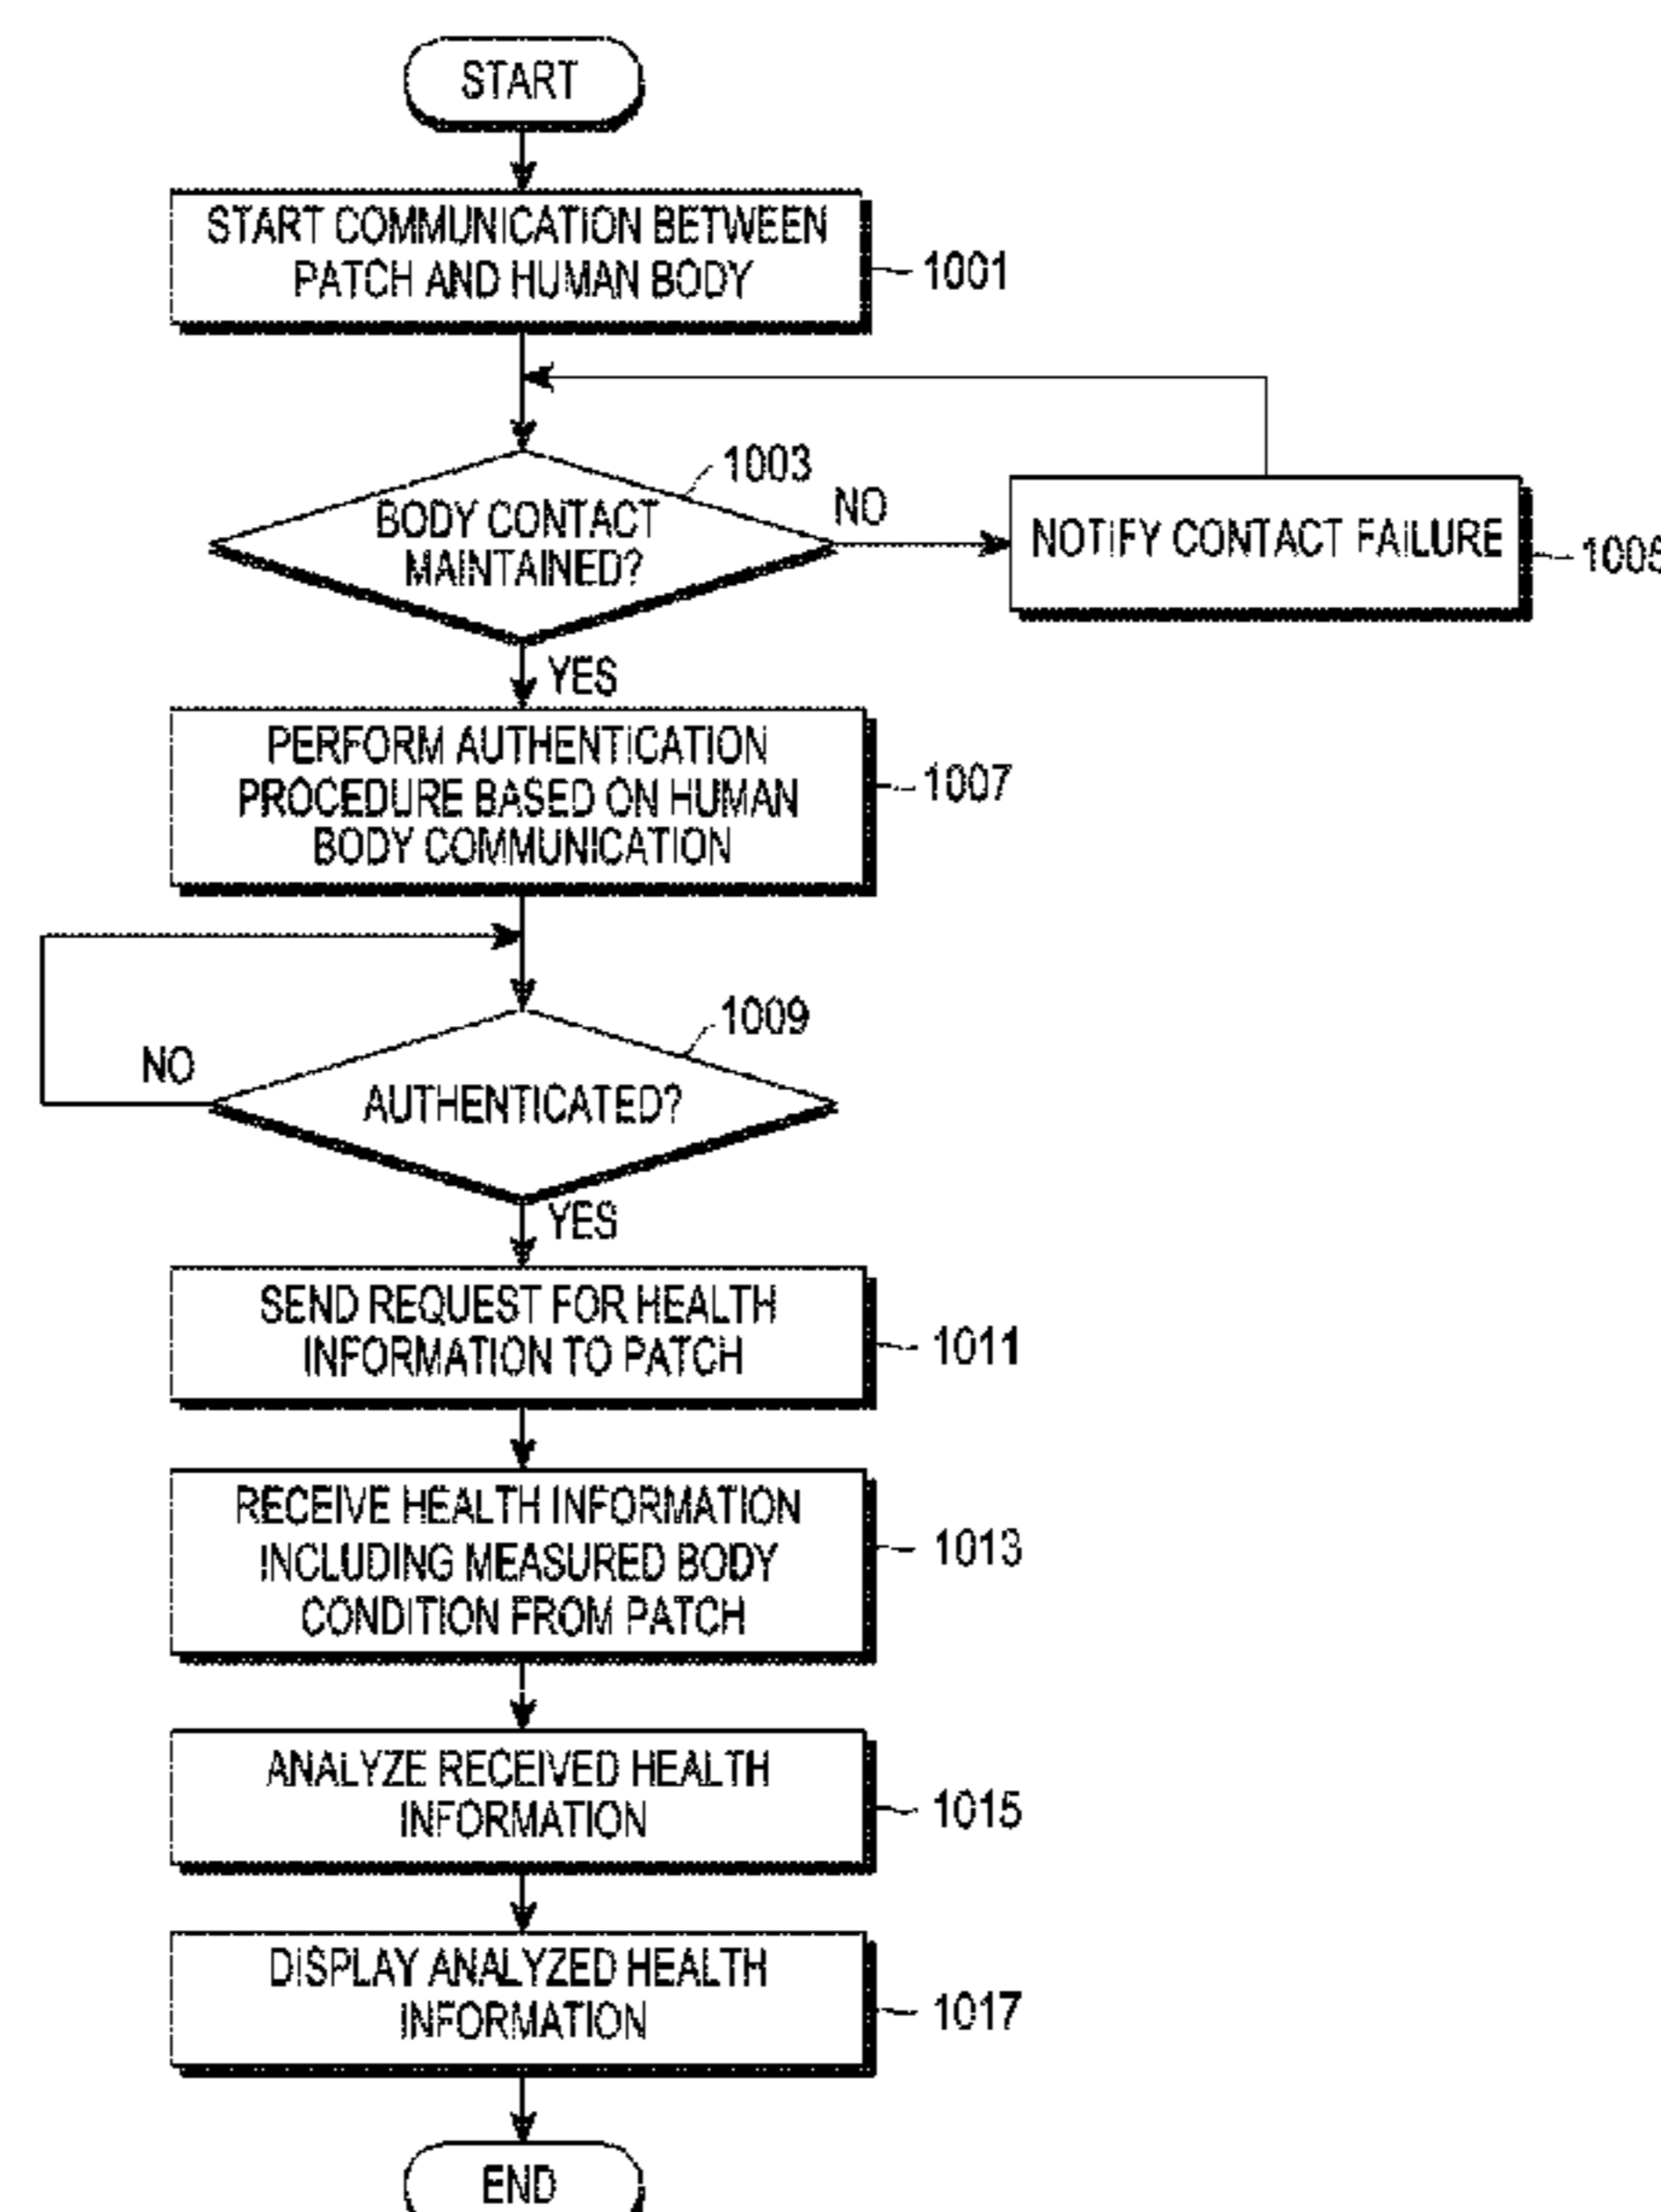 START
START COMMUNICATION BETWEEN
PATCH AND HUMAN BODY
1001
1003
BODY CONTACT
MAINTAINED?
NO
NOTIFY CONTACT FAILURE
YES
PERFORM AUTHENTICATION
PROCEDURE BASED ON HUMAN
BODY COMMUNICATION
1007
1009
NO
AUTHENTICATED?
YES
SEND REQUEST FOR HEALTH
INFORMATION TO PATCH
1011
RECEIVE HEALTH INFORMATION
INCLUDING MEASURED BODY
CONDITION FROM PATCH
1013
ANALYZE RECEIVED HEALTH
INFORMATION
1015
DISPLAY ANALYZED HEALTH
INFORMATION
1017
END